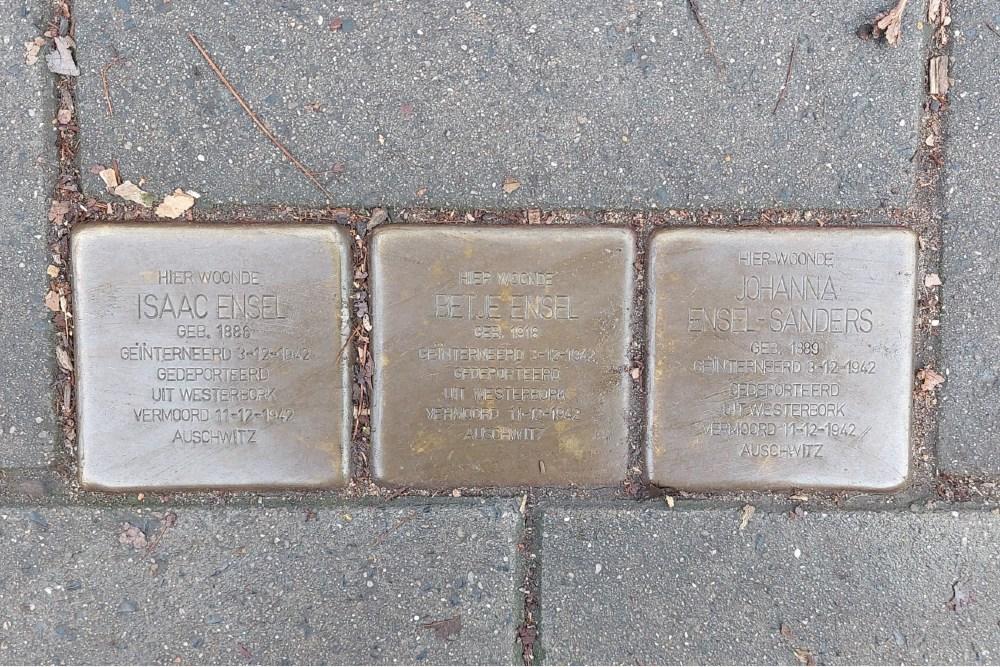 HIER WOONDE
ISAAC ENSEL
GEB. 1886
GEÏNTERNEERD 3-12-1942
GEDEPORTEERD
UIT WESTERBORK
VERMOORD 11-12-1942
AUSCHWITZ
HIER WOONDE
BETJE ENSEL
GEB. 1918
GEÏNTERNEERD 3-12-1942
GEDEPORTEERD
UIT WESTERBORK
VERMOORD 11-12-1942
AUSCHWITZ
HIER WOONDE
JOHANNA
ENSEL-SANDERS
GEB. 1889
GEÏNTERNEERD 3-12-1942
GEDEPORTEERD
UIT WESTERBORK
VERMOORD 11-12-1942
AUSCHWITZ